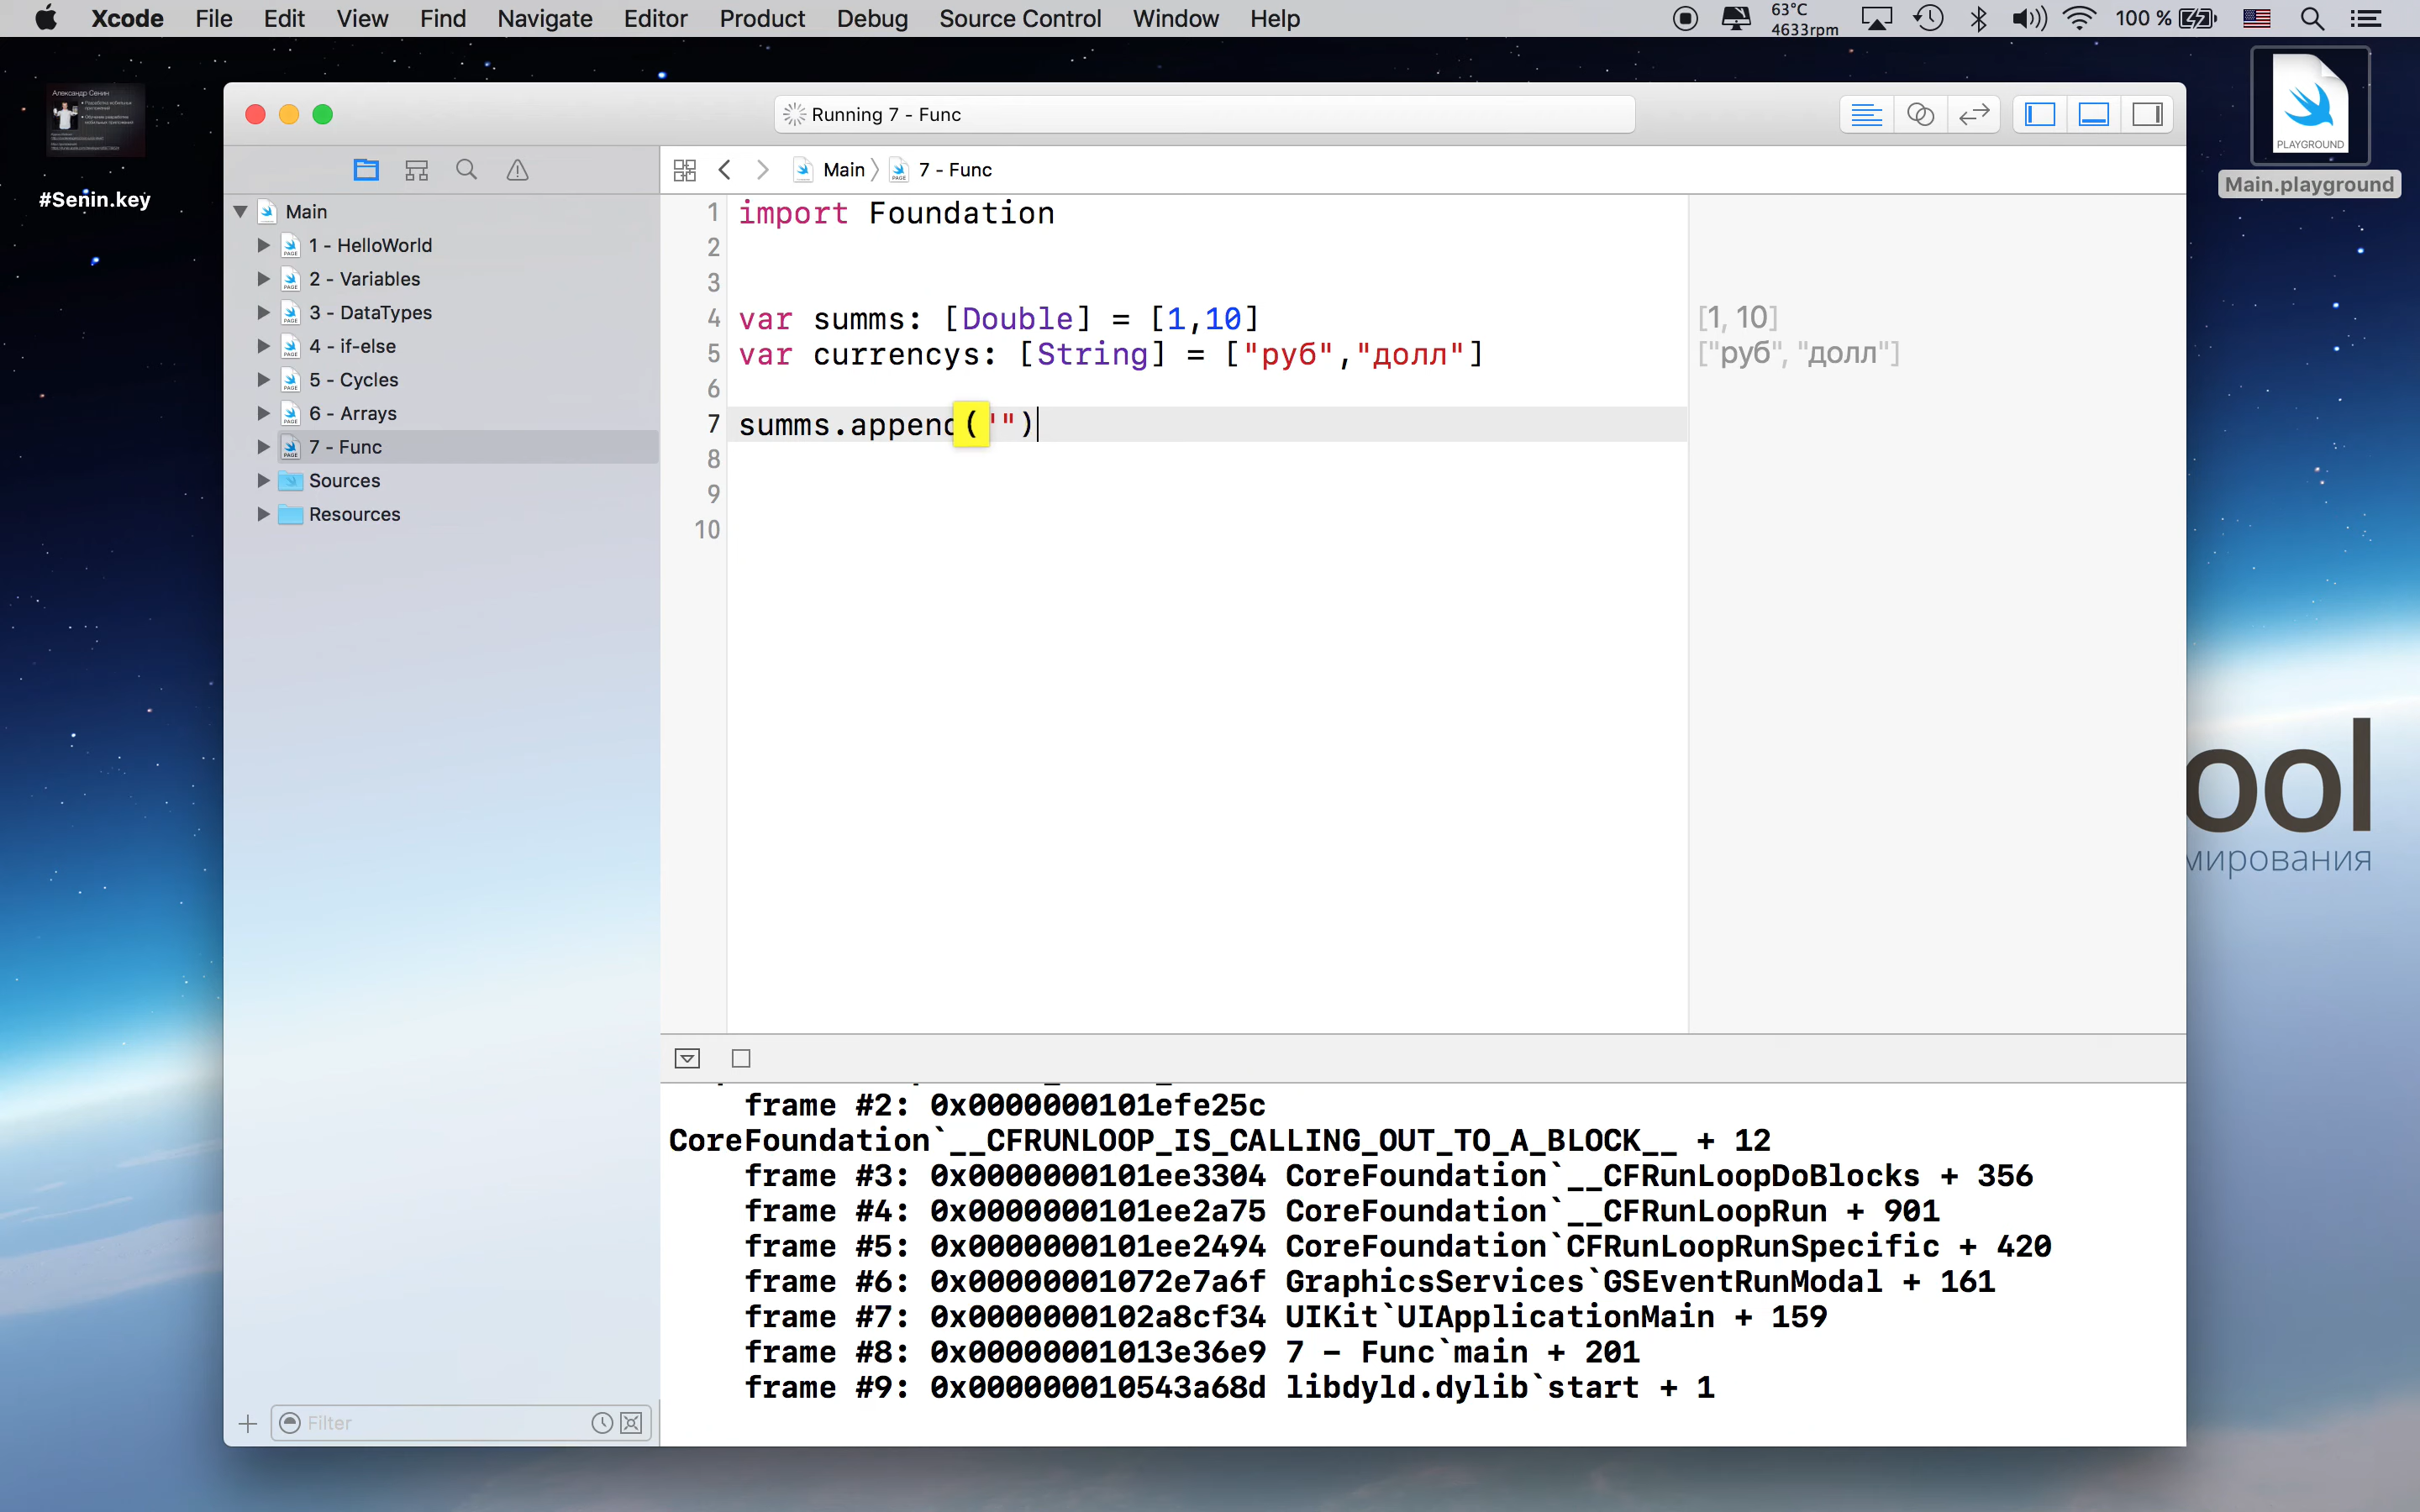 Xcode File Edit View Find Navigate Editor Product Debug Source Control Window Help
63°C
4633rpm
100 %
Александр Сенин
#Senin.key
PLAYGROUND
Main.playground
Running 7 - Func
Main 7 - Func
Main
1 - HelloWorld
2 - Variables
3 - DataTypes
4 - if-else
5 - Cycles
6 - Arrays
7 - Func
Sources
Resources
1 import Foundation
2
3
4 var summs: [Double] = [1,10]
5 var currencys: [String] = ["руб","долл"]
6
7 summs.append("")
8
9
10
[1, 10]
["руб", "долл"]
ool
мирования
frame #2: 0x0000000101efe25c
CoreFoundation`__CFRUNLOOP_IS_CALLING_OUT_TO_A_BLOCK__ + 12
frame #3: 0x0000000101ee3304 CoreFoundation`__CFRunLoopDoBlocks + 356
frame #4: 0x0000000101ee2a75 CoreFoundation`__CFRunLoopRun + 901
frame #5: 0x0000000101ee2494 CoreFoundation`CFRunLoopRunSpecific + 420
frame #6: 0x00000001072e7a6f GraphicsServices`GSEventRunModal + 161
frame #7: 0x0000000102a8cf34 UIKit`UIApplicationMain + 159
frame #8: 0x00000001013e36e9 7 - Func`main + 201
frame #9: 0x000000010543a68d libdyld.dylib`start + 1
Filter